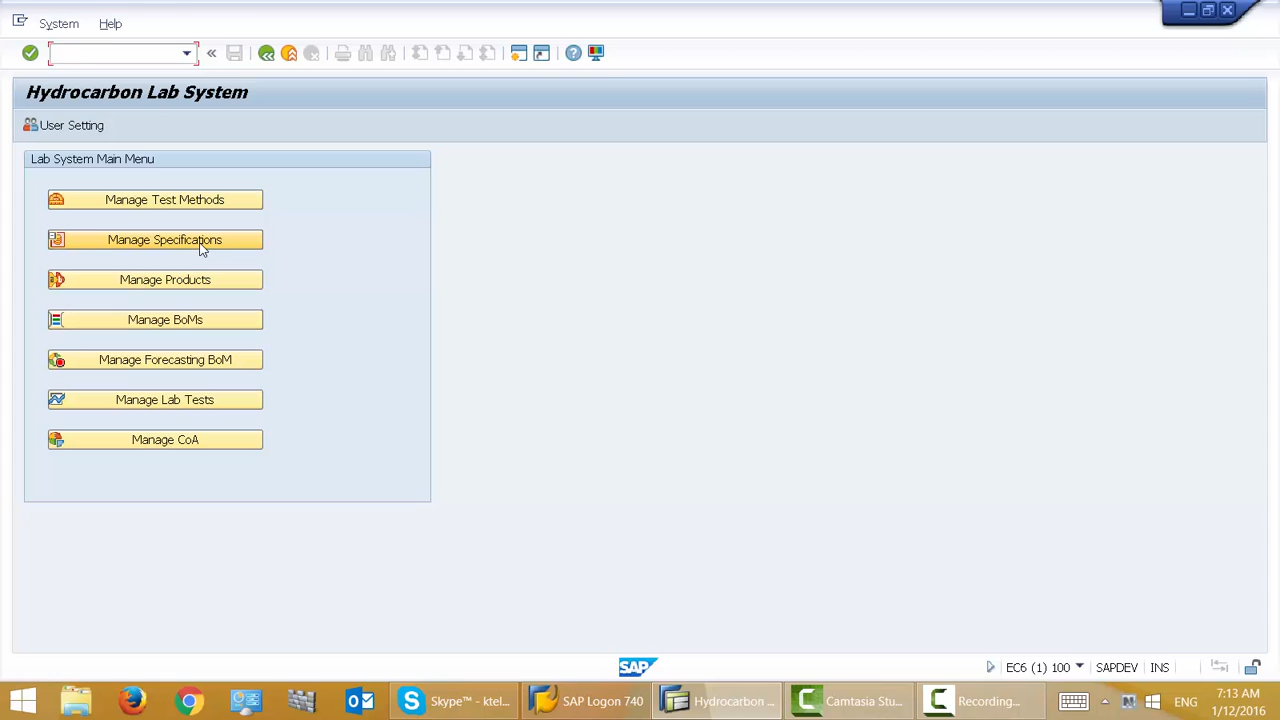 System Help
Hydrocarbon Lab System
User Setting
Lab System Main Menu
Manage Test Methods
Manage Specifications
Manage Products
Manage BoMs
Manage Forecasting BoM
Manage Lab Tests
Manage CoA
SAP
EC6 (1) 100 SAPDEV INS
Skype™ - ktel... SAP Logon 740 Hydrocarbon ... Camtasia Stu... Recording... ENG
7:13 AM
1/12/2016